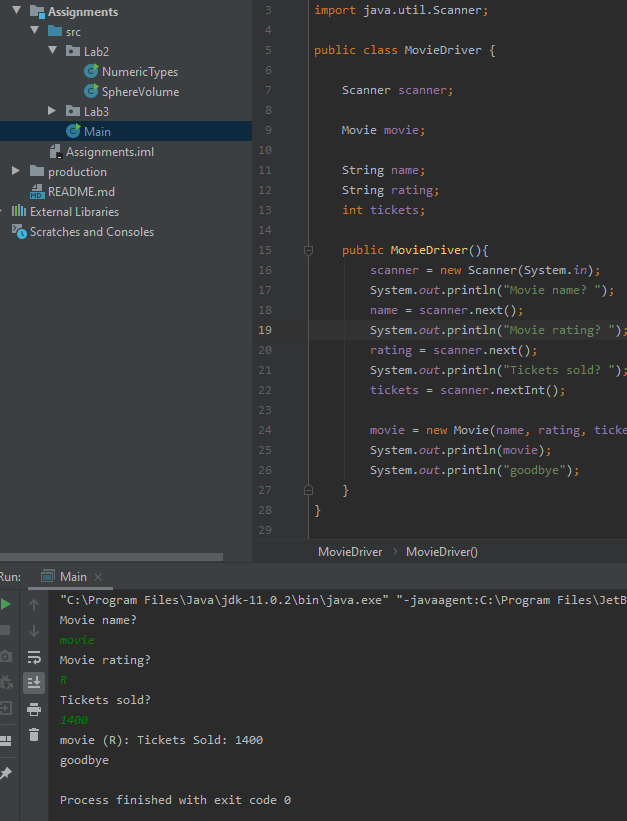 Assignments
src
Lab2
NumericTypes
SphereVolume
Lab3
Main
Assignments.iml
production
README.md
External Libraries
Scratches and Consoles
3 import java.util.Scanner;
4
5 public class MovieDriver {
6
7 Scanner scanner;
8
9 Movie movie;
10
11 String name;
12 String rating;
13 int tickets;
14
15 public MovieDriver(){
16 scanner = new Scanner(System.in);
17 System.out.println("Movie name? ");
18 name = scanner.next();
19 System.out.println("Movie rating? ");
20 rating = scanner.next();
21 System.out.println("Tickets sold? ");
22 tickets = scanner.nextInt();
23
24 movie = new Movie(name, rating, ticke
25 System.out.println(movie);
26 System.out.println("goodbye");
27 }
28 }
29
MovieDriver › MovieDriver()
Run: Main ×
"C:\Program Files\Java\jdk-11.0.2\bin\java.exe" "-javaagent:C:\Program Files\JetB
Movie name?
movie
Movie rating?
R
Tickets sold?
1400
movie (R): Tickets Sold: 1400
goodbye
Process finished with exit code 0